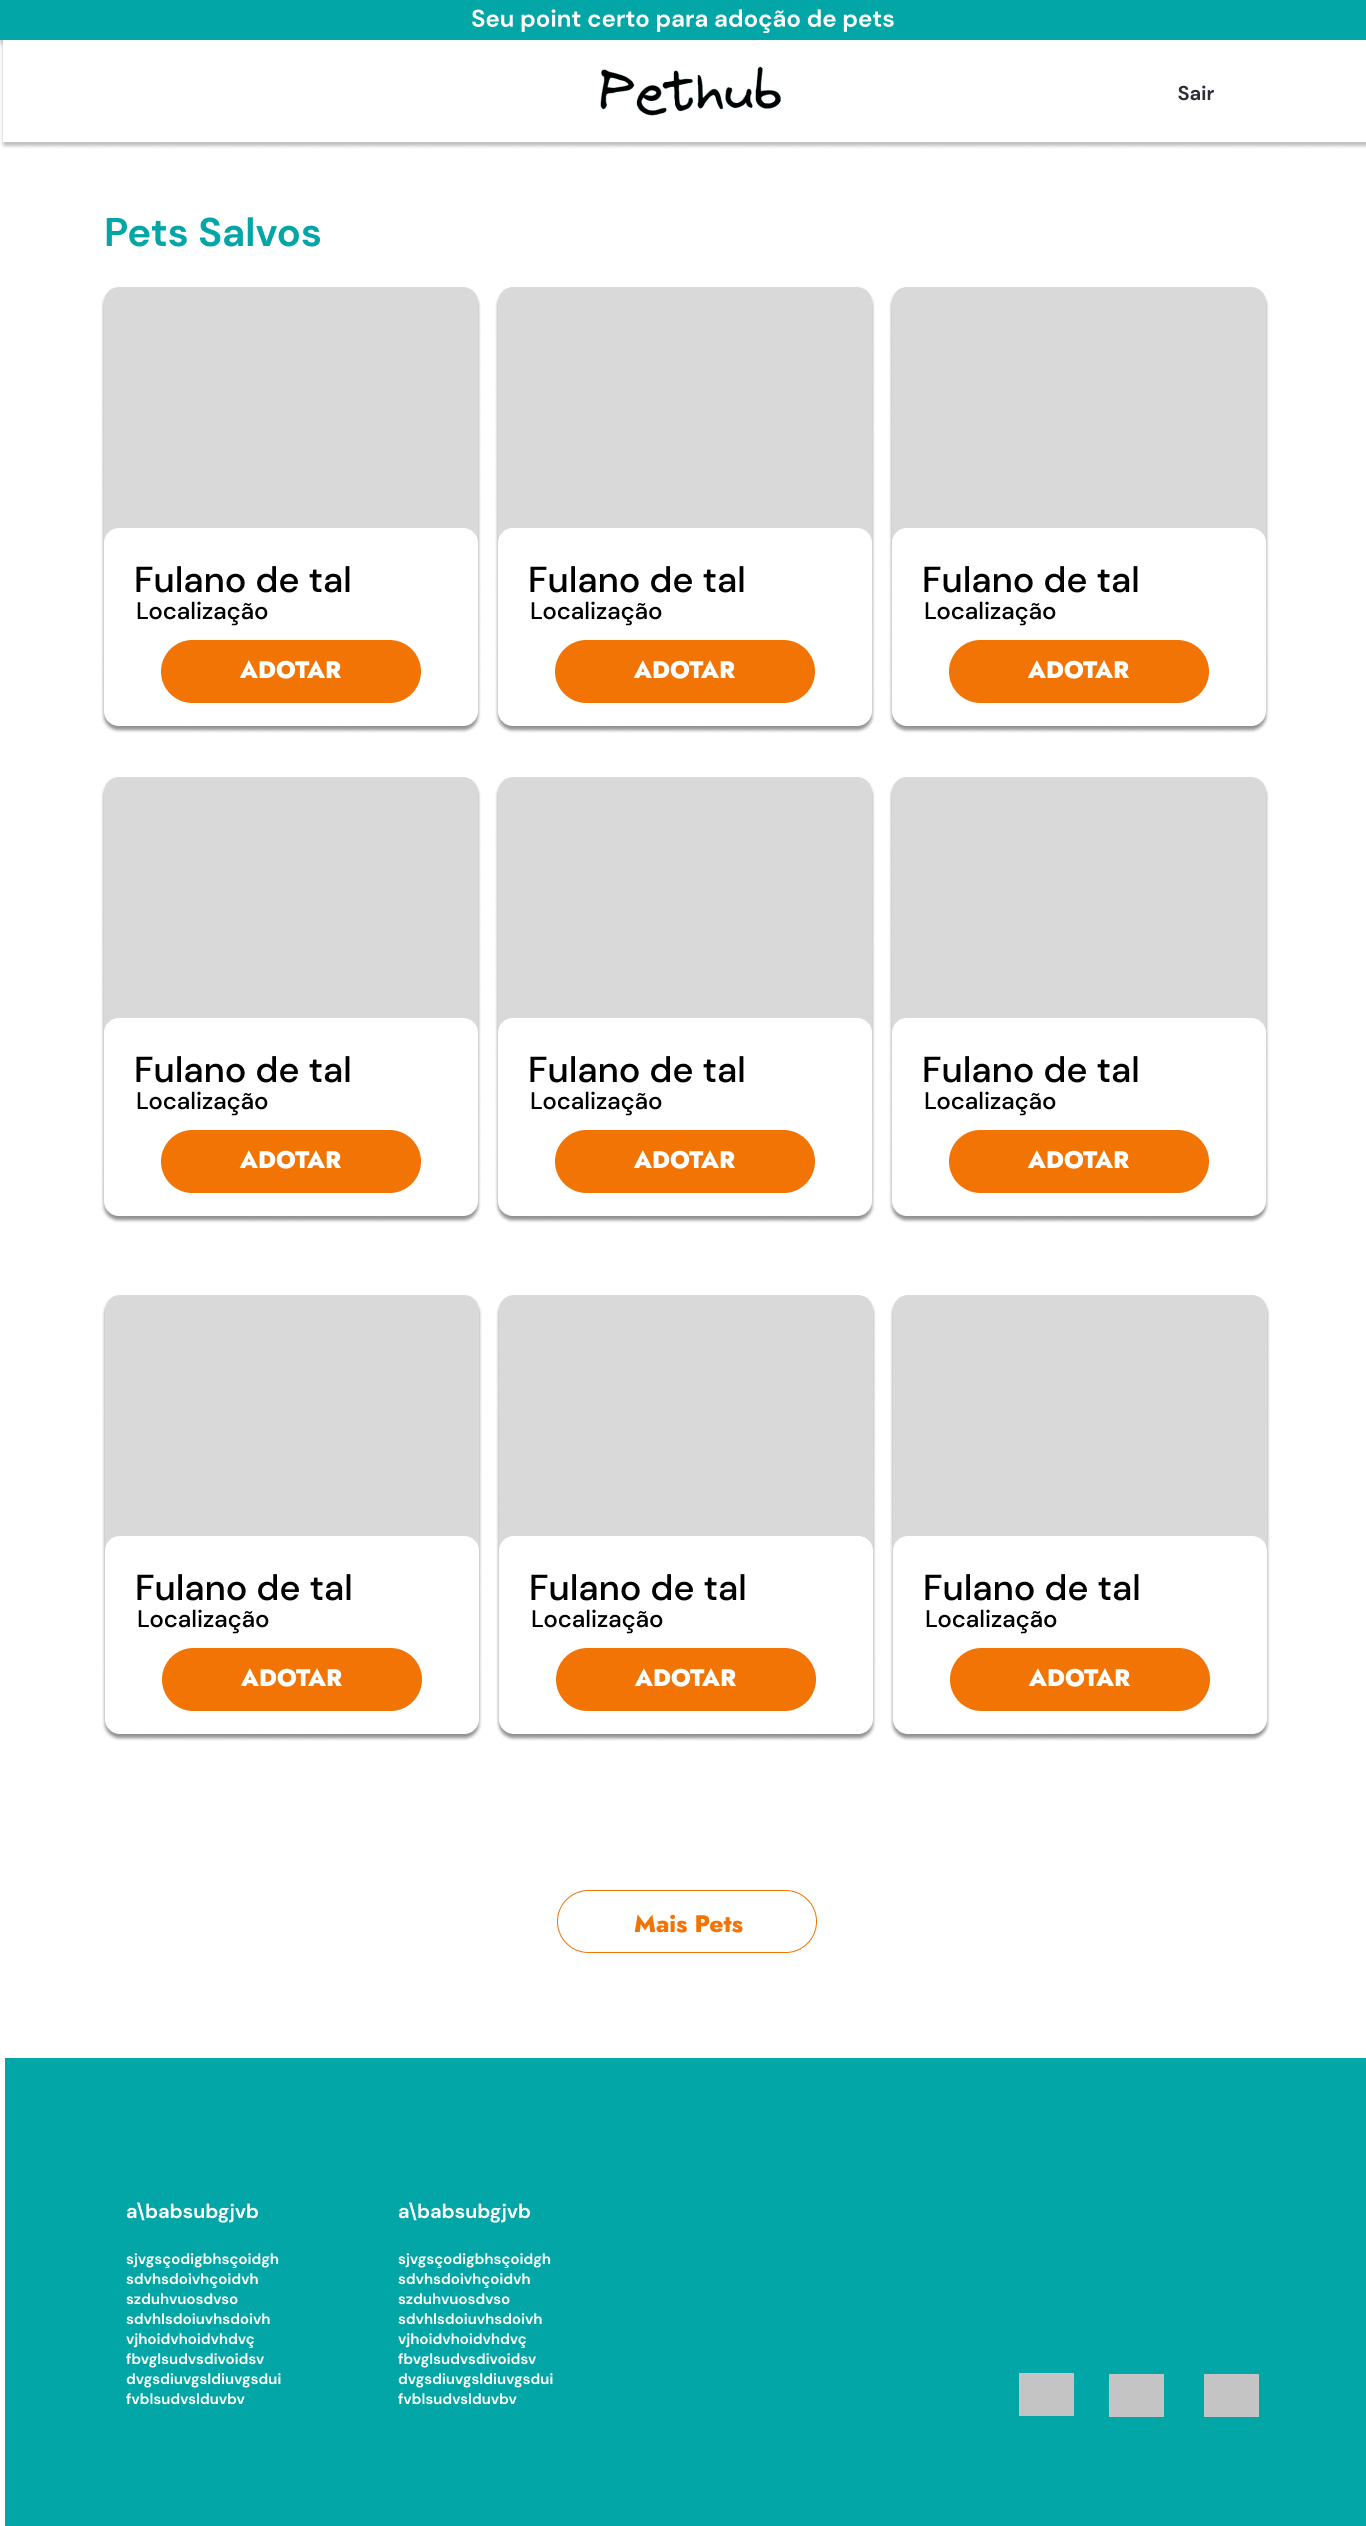 Seu point certo para adoção de pets
Pethub
Sair
Pets Salvos
Fulano de tal
Localização
ADOTAR
Fulano de tal
Localização
ADOTAR
Fulano de tal
Localização
ADOTAR
Fulano de tal
Localização
ADOTAR
Fulano de tal
Localização
ADOTAR
Fulano de tal
Localização
ADOTAR
Fulano de tal
Localização
ADOTAR
Fulano de tal
Localização
ADOTAR
Fulano de tal
Localização
ADOTAR
Mais Pets
a\babsubgjvb
sjvgsçodigbhsçoidgh
sdvhsdoivhçoidvh
szduhvuosdvso
sdvhlsdoiuvhsdoivh
vjhoidvhoidvhdvç
fbvglsudvsdivoidsv
dvgsdiuvgsldiuvgsdui
fvblsudvslduvbv
a\babsubgjvb
sjvgsçodigbhsçoidgh
sdvhsdoivhçoidvh
szduhvuosdvso
sdvhlsdoiuvhsdoivh
vjhoidvhoidvhdvç
fbvglsudvsdivoidsv
dvgsdiuvgsldiuvgsdui
fvblsudvslduvbv